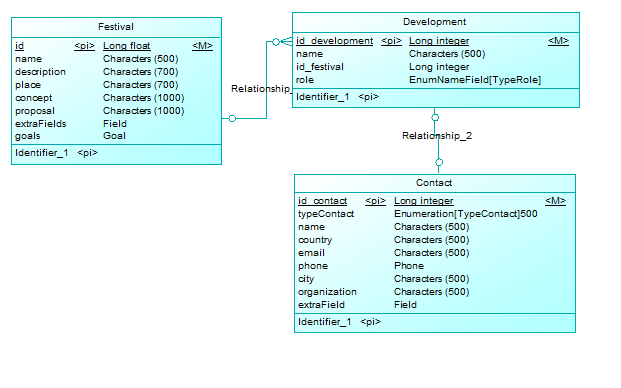 Festival
id <pi> Long float <M>
name Characters (500)
description Characters (700)
place Characters (700)
concept Characters (1000)
proposal Characters (1000)
extraFields Field
goals Goal
Identifier_1 <pi>
Relationship_
Development
id_development <pi> Long integer <M>
name Characters (500)
id_festival Long integer
role EnumNameField[TypeRole]
Identifier_1 <pi>
Relationship_2
Contact
id_contact <pi> Long integer <M>
typeContact Enumeration[TypeContact]500
name Characters (500)
country Characters (500)
email Characters (500)
phone Phone
city Characters (500)
organization Characters (500)
extraField Field
Identifier_1 <pi>